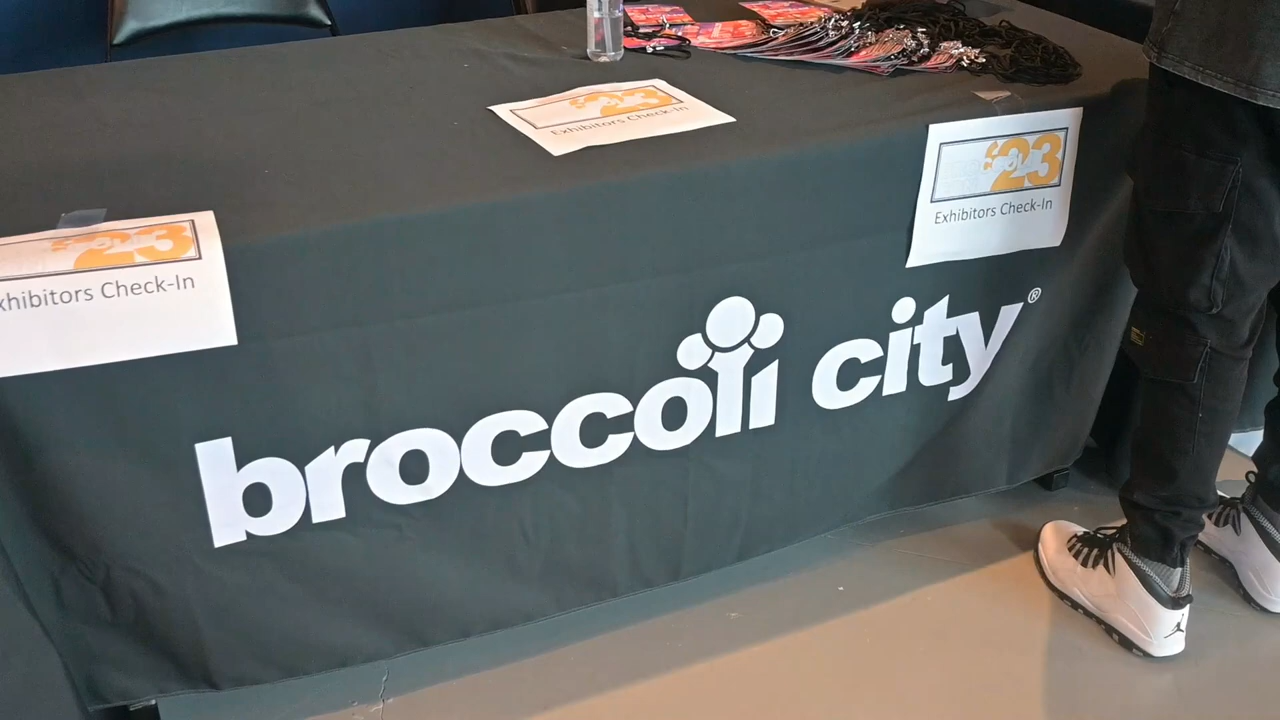 '23
Exhibitors Check-In
'23
Exhibitors Check-In
23
xhibitors Check-In
broccoli city®